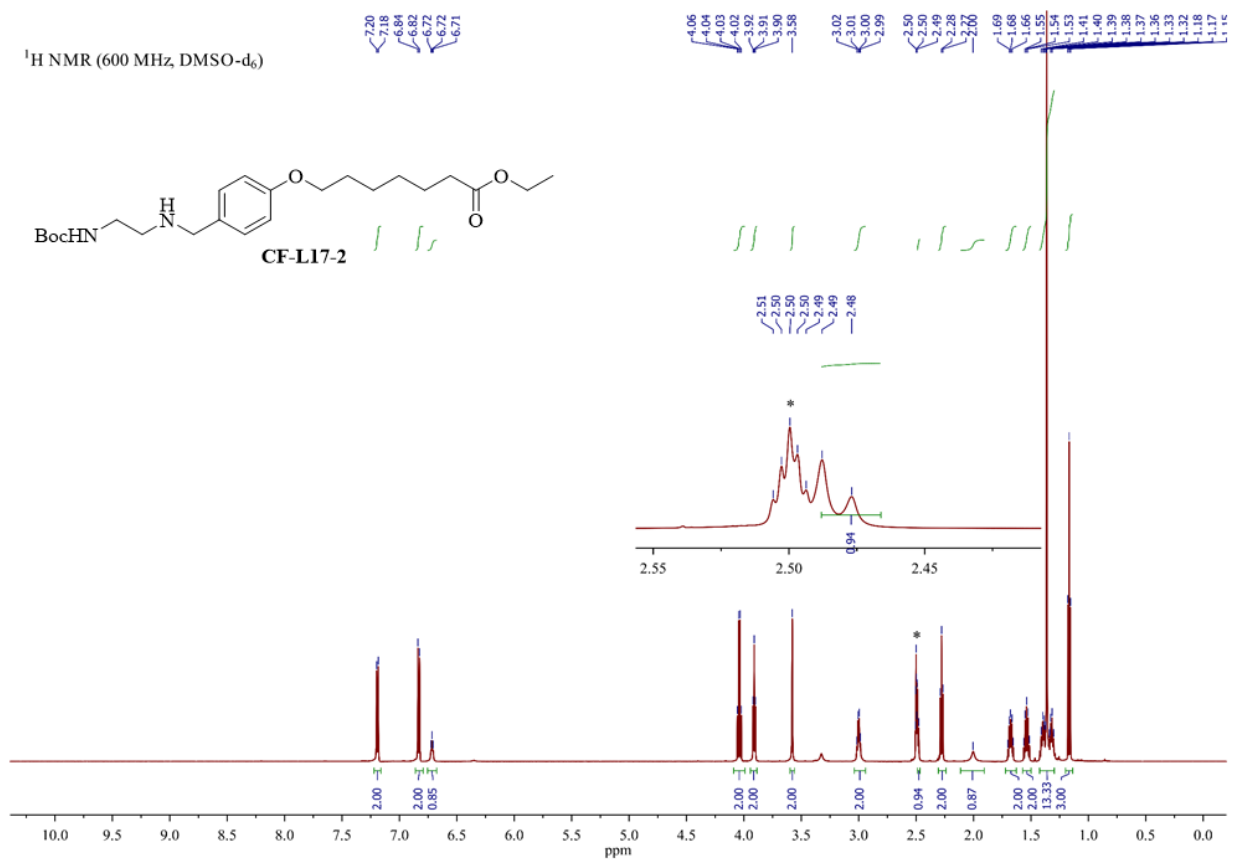 7.20 7.18 6.84 6.82 6.72 6.72 6.71 4.06 4.04 4.03 4.02 3.92 3.91 3.90 3.58 3.02 3.01 3.00 2.99 2.50 2.50 2.49 2.28 2.27 2.00 1.69 1.68 1.66 1.55 1.54 1.53 1.41 1.40 1.39 1.38 1.37 1.36 1.33 1.32 1.18 1.17 1.15
¹H NMR (600 MHz, DMSO-d₆)
O
O
O
H
N
BocHN
CF-L17-2
2.51 2.50 2.50 2.50 2.49 2.49 2.48
*
0.94
2.55 2.50 2.45
*
2.00 2.00 0.85 2.00 2.00 2.00 2.00 0.94 2.00 0.87 2.00 2.00 13.33 3.00
10.0 9.5 9.0 8.5 8.0 7.5 7.0 6.5 6.0 5.5 5.0 4.5 4.0 3.5 3.0 2.5 2.0 1.5 1.0 0.5 0.0
ppm